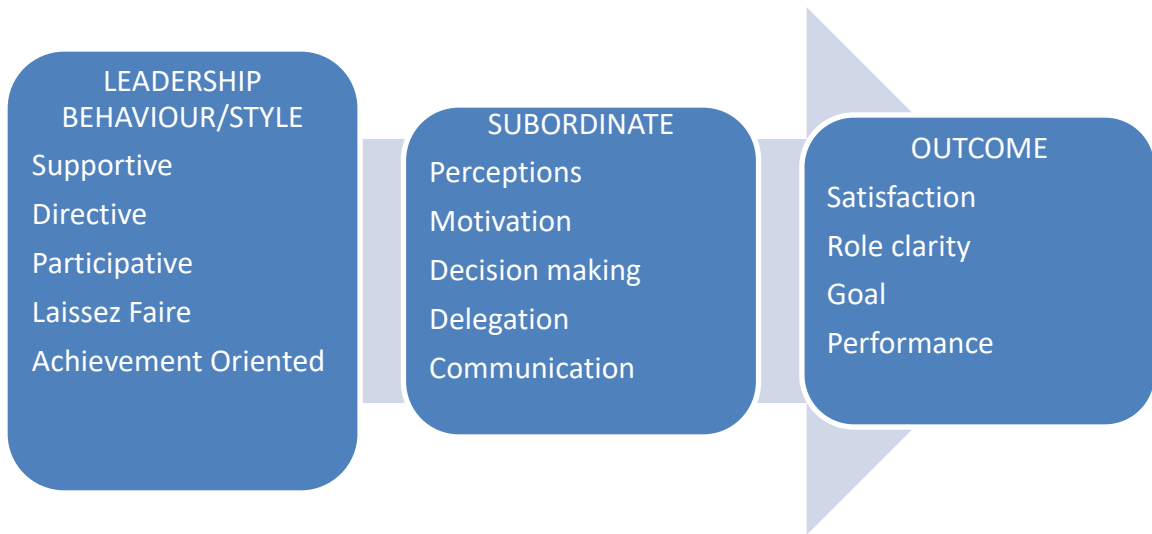 LEADERSHIP
BEHAVIOUR/STYLE
Supportive
Directive
Participative
Laissez Faire
Achievement Oriented
SUBORDINATE
Perceptions
Motivation
Decision making
Delegation
Communication
OUTCOME
Satisfaction
Role clarity
Goal
Performance